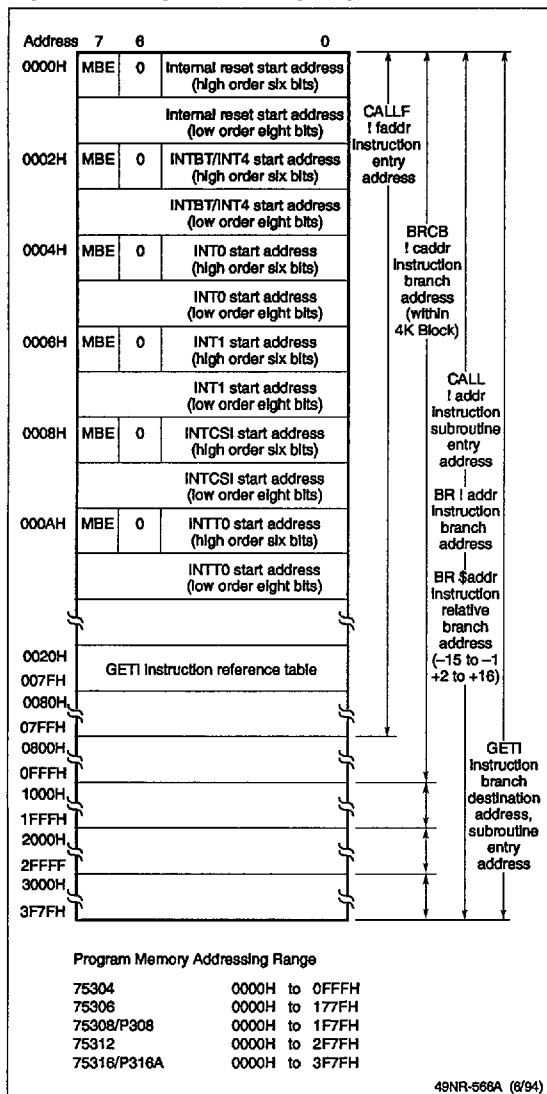 Address 7 6 0
0000H MBE 0 Internal reset start address
(high order six bits)
Internal reset start address
(low order eight bits)
0002H MBE 0 INTBT/INT4 start address
(high order six bits)
INTBT/INT4 start address
(low order eight bits)
0004H MBE 0 INT0 start address
(high order six bits)
INT0 start address
(low order eight bits)
0006H MBE 0 INT1 start address
(high order six bits)
INT1 start address
(low order eight bits)
0008H MBE 0 INTCSI start address
(high order six bits)
INTCSI start address
(low order eight bits)
000AH MBE 0 INTT0 start address
(high order six bits)
INTT0 start address
(low order eight bits)
0020H
GETI Instruction reference table
007FH
0080H
07FFH
0800H
0FFFH
1000H
1FFFH
2000H
2FFFF
3000H
3F7FH
CALLF
! faddr
instruction
entry
address
BRCB
! caddr
instruction
branch
address
(within
4K Block)
CALL
! addr
instruction
subroutine
entry
address
BR ! addr
instruction
branch
address
BR $addr
instruction
relative
branch
address
(–15 to –1
+2 to +16)
GETI
instruction
branch
destination
address,
subroutine
entry
address
Program Memory Addressing Range
75304 0000H to 0FFFH
75306 0000H to 177FH
75308/P308 0000H to 1F7FH
75312 0000H to 2F7FH
75316/P316A 0000H to 3F7FH
49NR-566A (6/94)